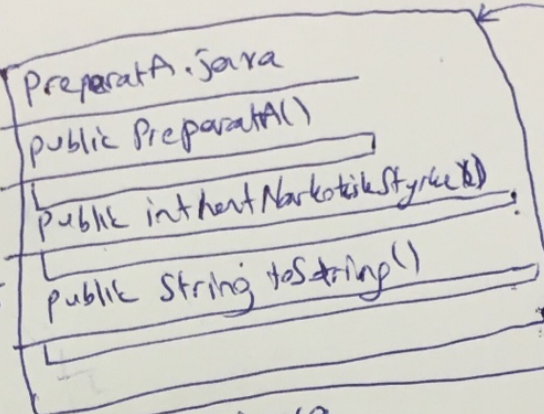 PreparatA.java
public PreparatA()
public int hentNarkotiskStyrke()
public String toString()